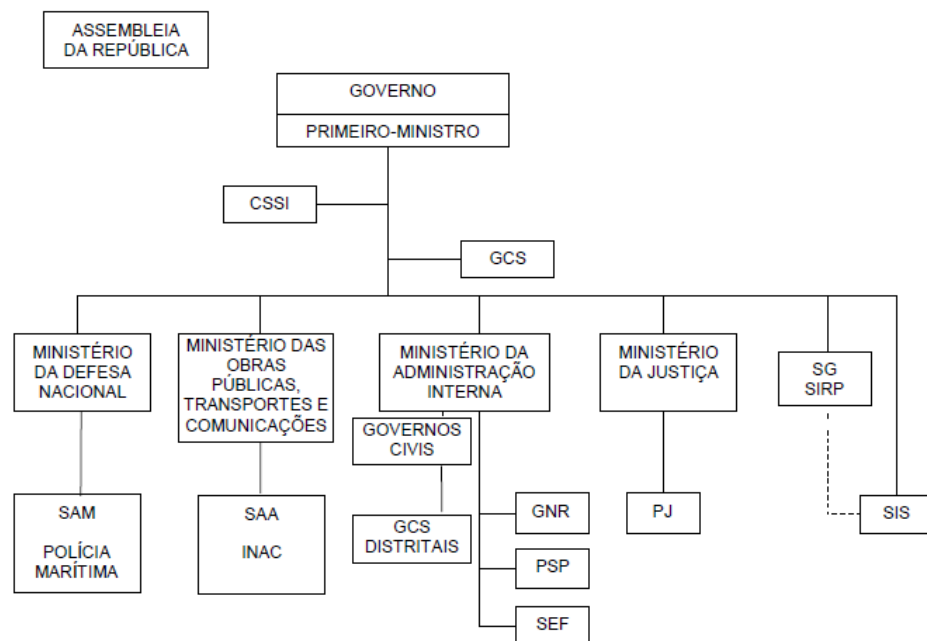 ASSEMBLEIA
DA REPÚBLICA
GOVERNO
PRIMEIRO-MINISTRO
CSSI
GCS
MINISTÉRIO
DA DEFESA
NACIONAL
MINISTÉRIO DAS
OBRAS
PÚBLICAS,
TRANSPORTES E
COMUNICAÇÕES
MINISTÉRIO DA
ADMINISTRAÇÃO
INTERNA
MINISTÉRIO
DA JUSTIÇA
SG
SIRP
GOVERNOS
CIVIS
SAM
POLÍCIA
MARÍTIMA
SAA
INAC
GCS
DISTRITAIS
GNR
PSP
SEF
PJ
SIS